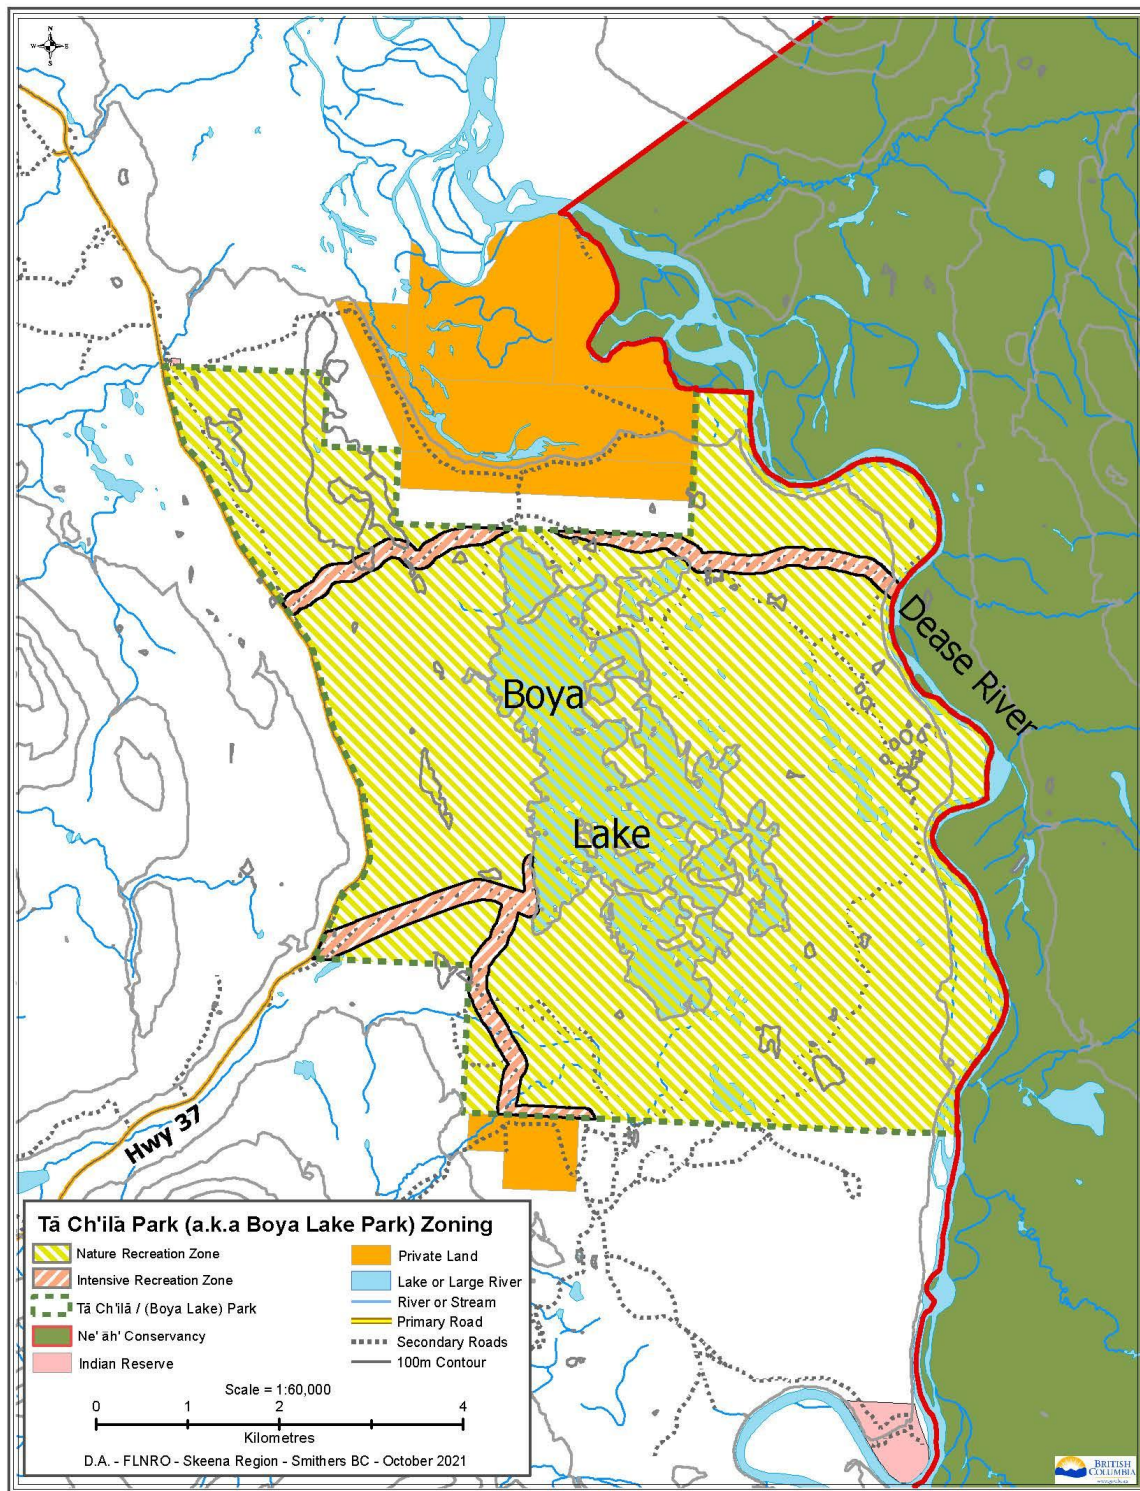 N
W E
S
Boya
Lake
Dease River
Hwy 37
Tā Ch'ilā Park (a.k.a Boya Lake Park) Zoning
Nature Recreation Zone
Intensive Recreation Zone
Tā Ch'ilā / (Boya Lake) Park
Ne' āh' Conservancy
Indian Reserve
Private Land
Lake or Large River
River or Stream
Primary Road
Secondary Roads
100m Contour
Scale = 1:60,000
0 1 2 4
Kilometres
D.A. - FLNRO - Skeena Region - Smithers BC - October 2021
BRITISH
COLUMBIA